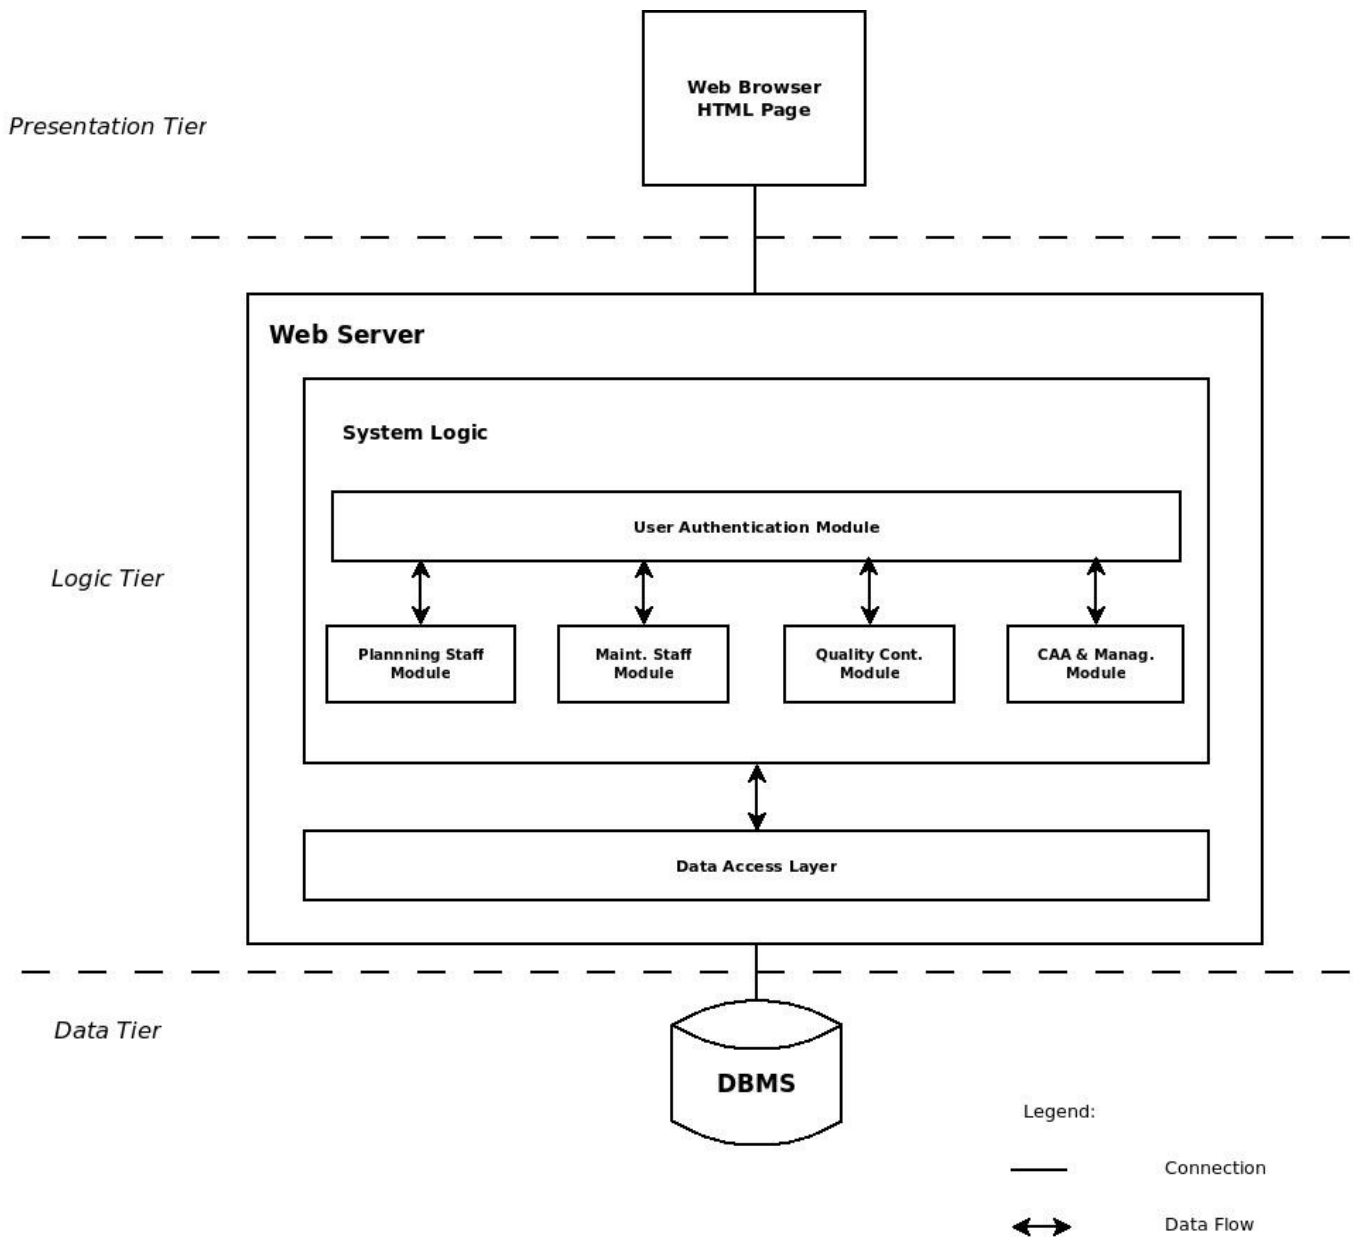 Web Browser
HTML Page
Presentation Tier
Web Server
System Logic
User Authentication Module
Logic Tier
Plannning Staff
Module
Maint. Staff
Module
Quality Cont.
Module
CAA & Manag.
Module
Data Access Layer
Data Tier
DBMS
Legend:
Connection
Data Flow